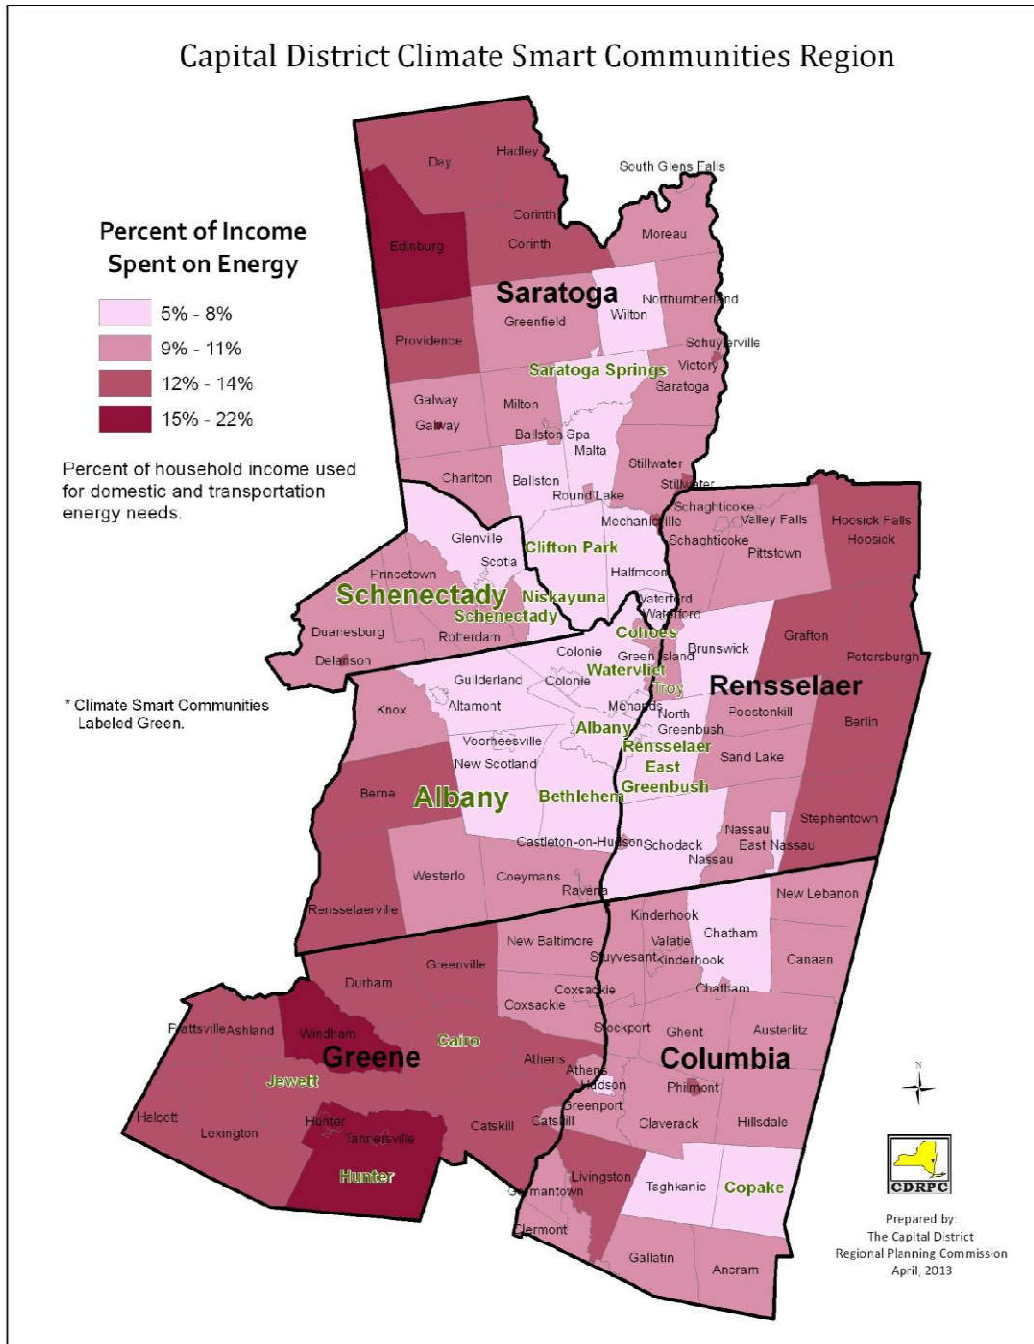 Capital District Climate Smart Communities Region
Percent of Income
Spent on Energy
5% - 8%
9% - 11%
12% - 14%
15% - 22%
Percent of household income used
for domestic and transportation
energy needs.
* Climate Smart Communities
Labeled Green.
South Glens Falls
Hadley
Day
Corinth
Moreau
Edinburg
Corinth
Saratoga
Northumberland
Wilton
Greenfield
Providence
Schuylerville
Victory
Saratoga Springs
Saratoga
Galway
Milton
Galway
Ballston Spa
Malta
Stillwater
Charlton
Ballston
Stillwater
Round Lake
Schaghticoke
Mechanicville
Valley Falls
Hoosick Falls
Glenville
Schaghticoke
Hoosick
Clifton Park
Pittstown
Scotia
Halfmoon
Princetown
Schenectady
Niskayuna
Waterford
Schenectady
Waterford
Duanesburg
Rotterdam
Cohoes
Grafton
Colonie
Brunswick
Delanson
Green Island
Petersburgh
Watervliet
Guilderland
Colonie
Troy
Rensselaer
Knox
Altamont
Menands
North
Greenbush
Poestenkill
Berlin
Albany
Voorheesville
Rensselaer
New Scotland
East
Greenbush
Sand Lake
Berne
Albany
Bethlehem
Stephentown
Castleton-on-Hudson
Schodack
Nassau
East Nassau
Nassau
Westerlo
Coeymans
Ravena
New Lebanon
Rensselaerville
Kinderhook
Chatham
New Baltimore
Valatie
Stuyvesant
Kinderhook
Canaan
Greenville
Durham
Coxsackie
Chatham
Coxsackie
Prattsville
Ashland
Windham
Stockport
Ghent
Austerlitz
Cairo
Greene
Athens
Columbia
Athens
Jewett
Hudson
Philmont
Greenport
Halcott
Hunter
Catskill
Catskill
Claverack
Hillsdale
Lexington
Tannersville
Hunter
Livingston
Taghkanic
Copake
Germantown
Clermont
Gallatin
Ancram
N
CDRPC
Prepared by:
The Capital District
Regional Planning Commission
April, 2013